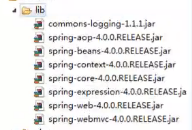 lib
commons-logging-1.1.1.jar
spring-aop-4.0.0.RELEASE.jar
spring-beans-4.0.0.RELEASE.jar
spring-context-4.0.0.RELEASE.jar
spring-core-4.0.0.RELEASE.jar
spring-expression-4.0.0.RELEASE.ja
spring-web-4.0.0.RELEASE.jar
spring-webmvc-4.0.0.RELEASE.jar